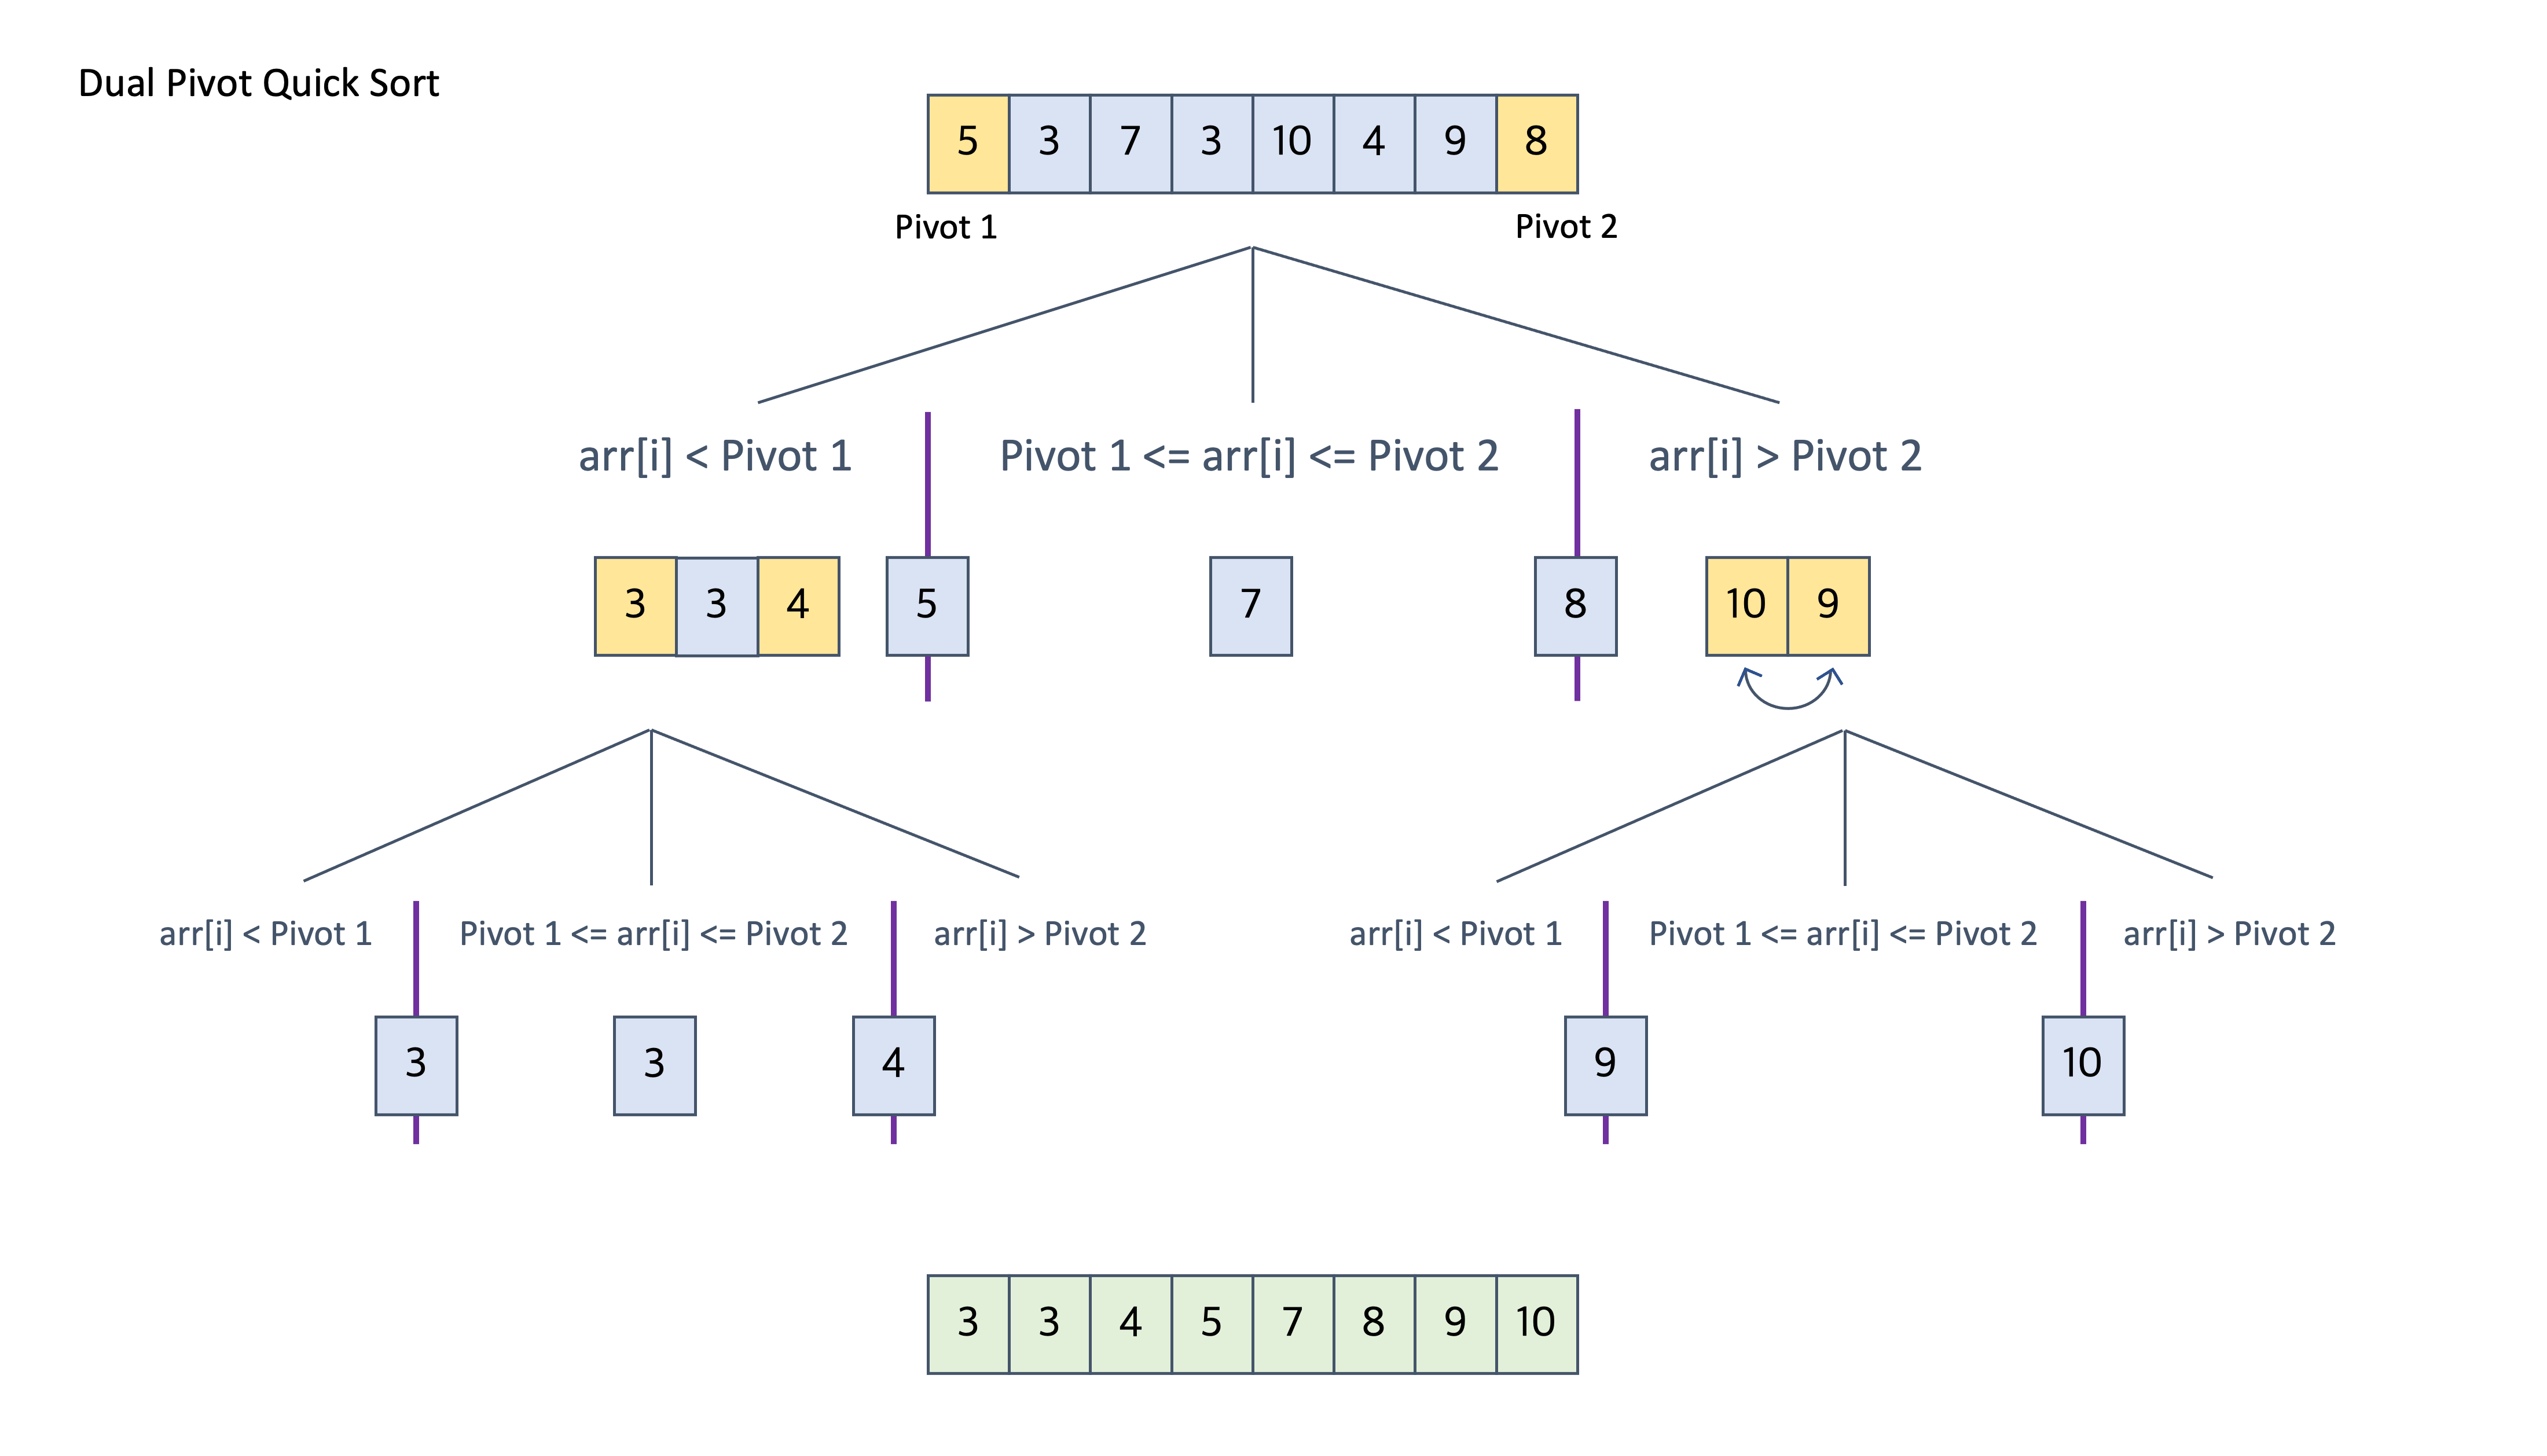 Dual Pivot Quick Sort
5 3 7 3 10 4 9 8
Pivot 1 Pivot 2
arr[i] < Pivot 1 Pivot 1 <= arr[i] <= Pivot 2 arr[i] > Pivot 2
3 3 4 5 7 8 10 9
arr[i] < Pivot 1 Pivot 1 <= arr[i] <= Pivot 2 arr[i] > Pivot 2 arr[i] < Pivot 1 Pivot 1 <= arr[i] <= Pivot 2 arr[i] > Pivot 2
3 3 4 9 10
3 3 4 5 7 8 9 10